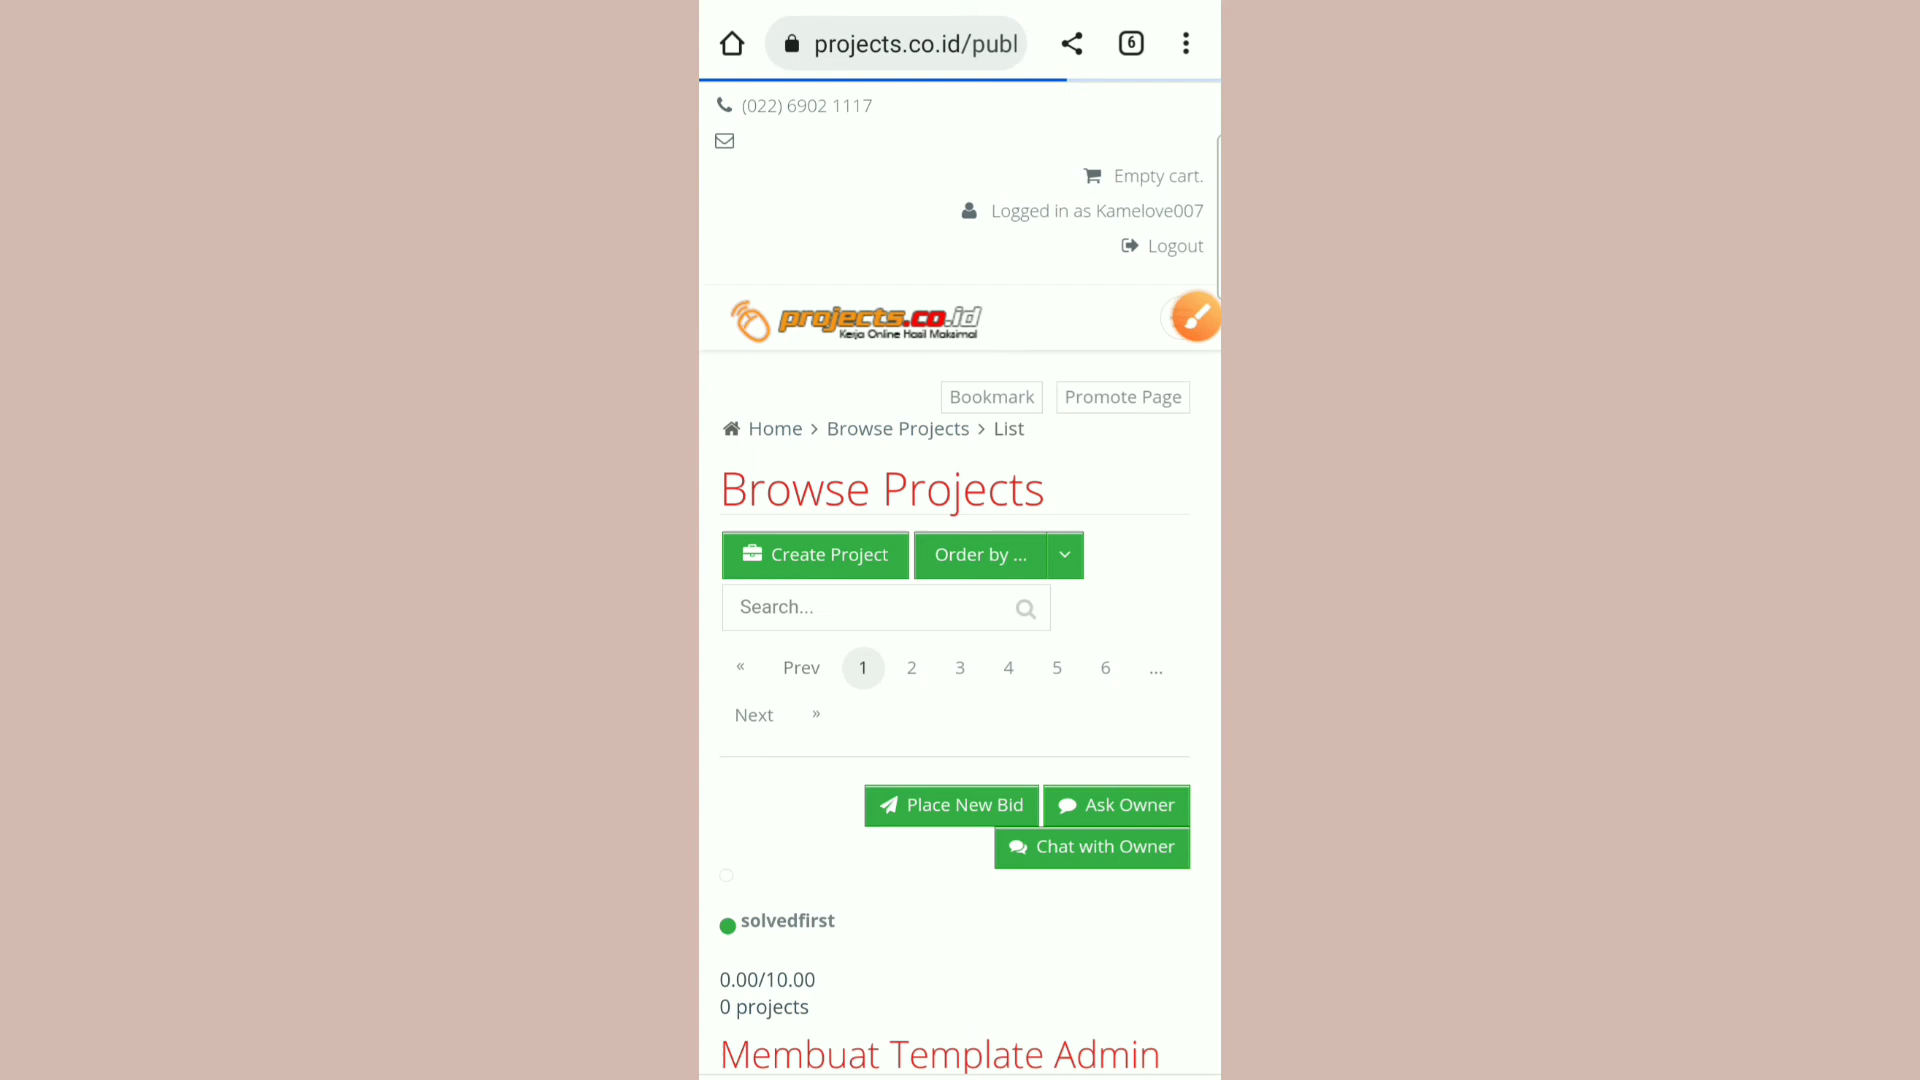 projects.co.id/publ
6
(022) 6902 1117
Empty cart.
Logged in as Kamelove007
Logout
projects.co.id
Kerja Online Hasil Maksimal
Bookmark Promote Page
Home > Browse Projects > List
Browse Projects
Create Project Order by ...
Search...
« Prev 1 2 3 4 5 6 ...
Next »
Place New Bid Ask Owner
Chat with Owner
solvedfirst
0.00/10.00
0 projects
Membuat Template Admin